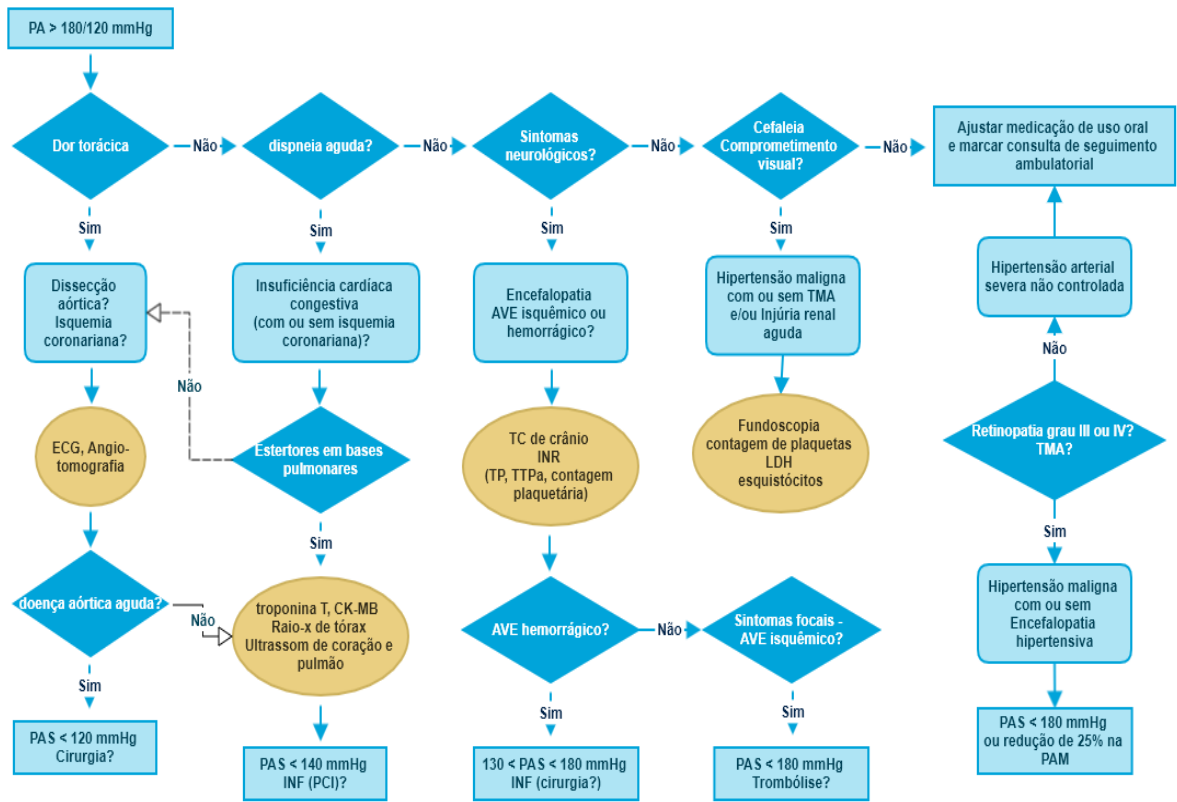 PA > 180/120 mmHg
Dor torácica
Não
dispneia aguda?
Não
Sintomas
neurológicos?
Não
Cefaleia
Comprometimento
visual?
Não
Ajustar medicação de uso oral
e marcar consulta de seguimento
ambulatorial
Sim
Sim
Sim
Sim
Dissecção
aórtica?
Isquemia
coronariana?
Insuficiência cardíaca
congestiva
(com ou sem isquemia
coronariana)?
Encefalopatia
AVE isquêmico ou
hemorrágico?
Hipertensão maligna
com ou sem TMA
e/ou Injúria renal
aguda
Hipertensão arterial
severa não controlada
Não
Não
ECG, Angio-
tomografia
Estertores em bases
pulmonares
TC de crânio
INR
(TP, TTPa, contagem
plaquetária)
Fundoscopia
contagem de plaquetas
LDH
esquistócitos
Retinopatia grau III ou IV?
TMA?
Sim
Sim
doença aórtica aguda?
Não
troponina T, CK-MB
Raio-x de tórax
Ultrassom de coração e
pulmão
AVE hemorrágico?
Não
Sintomas focais -
AVE isquêmico?
Hipertensão maligna
com ou sem
Encefalopatia
hipertensiva
Sim
Sim
Sim
PAS < 120 mmHg
Cirurgia?
PAS < 140 mmHg
INF (PCI)?
130 < PAS < 180 mmHg
INF (cirurgia?)
PAS < 180 mmHg
Trombólise?
PAS < 180 mmHg
ou redução de 25% na
PAM